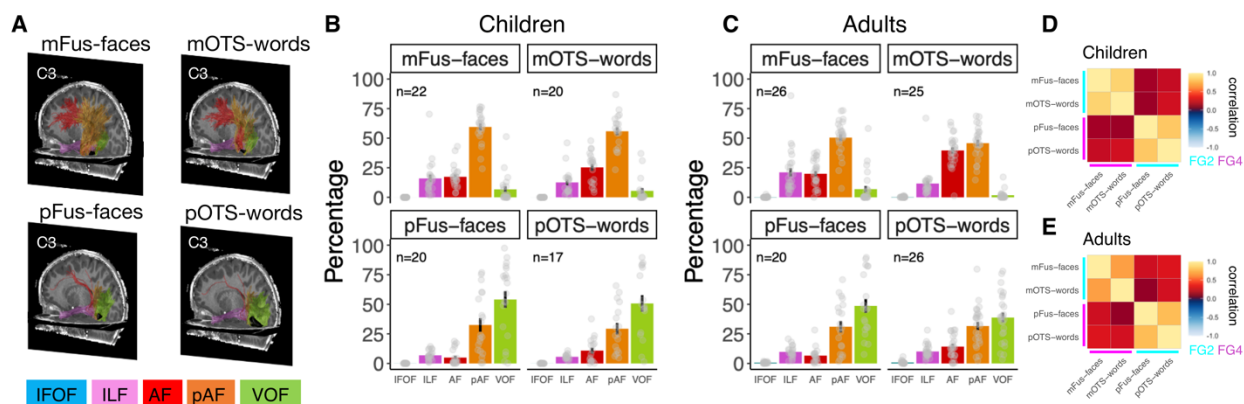 A
mFus-faces mOTS-words
C3 C3
pFus-faces pOTS-words
C3 C3
IFOF ILF AF pAF VOF
B Children
mFus−faces mOTS−words
100
75
50
25
0
n=22 n=20
Percentage
pFus−faces pOTS−words
100
75
50
25
0
n=20 n=17
IFOF ILF AF pAF VOF IFOF ILF AF pAF VOF
C Adults
mFus−faces mOTS−words
100
75
50
25
0
n=26 n=25
Percentage
pFus−faces pOTS−words
100
75
50
25
0
n=20 n=26
IFOF ILF AF pAF VOF IFOF ILF AF pAF VOF
D
Children
mFus−faces
mOTS−words
pFus−faces
pOTS−words
mFus−faces mOTS−words pFus−faces pOTS−words
1.0
0.5
0.0
-0.5
-1.0
correlation
FG2 FG4
E
Adults
mFus−faces
mOTS−words
pFus−faces
pOTS−words
mFus−faces mOTS−words pFus−faces pOTS−words
1.0
0.5
0.0
-0.5
-1.0
correlation
FG2 FG4